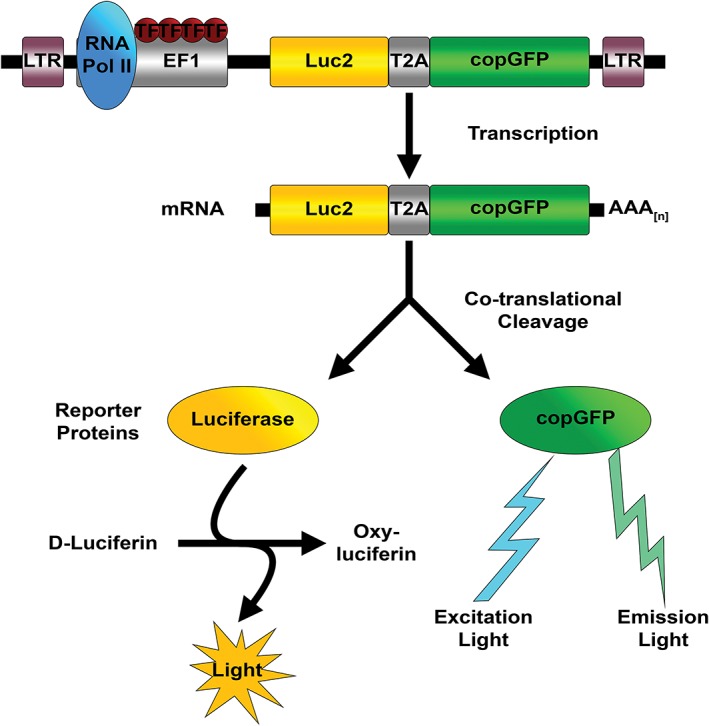 LTR
RNA
Pol II
TF TF TF TF
EF1
Luc2
T2A
copGFP
LTR
Transcription
mRNA
Luc2
T2A
copGFP
AAA[n]
Co-translational
Cleavage
Reporter
Proteins
Luciferase
copGFP
D-Luciferin
Oxy-
luciferin
Light
Excitation
Light
Emission
Light